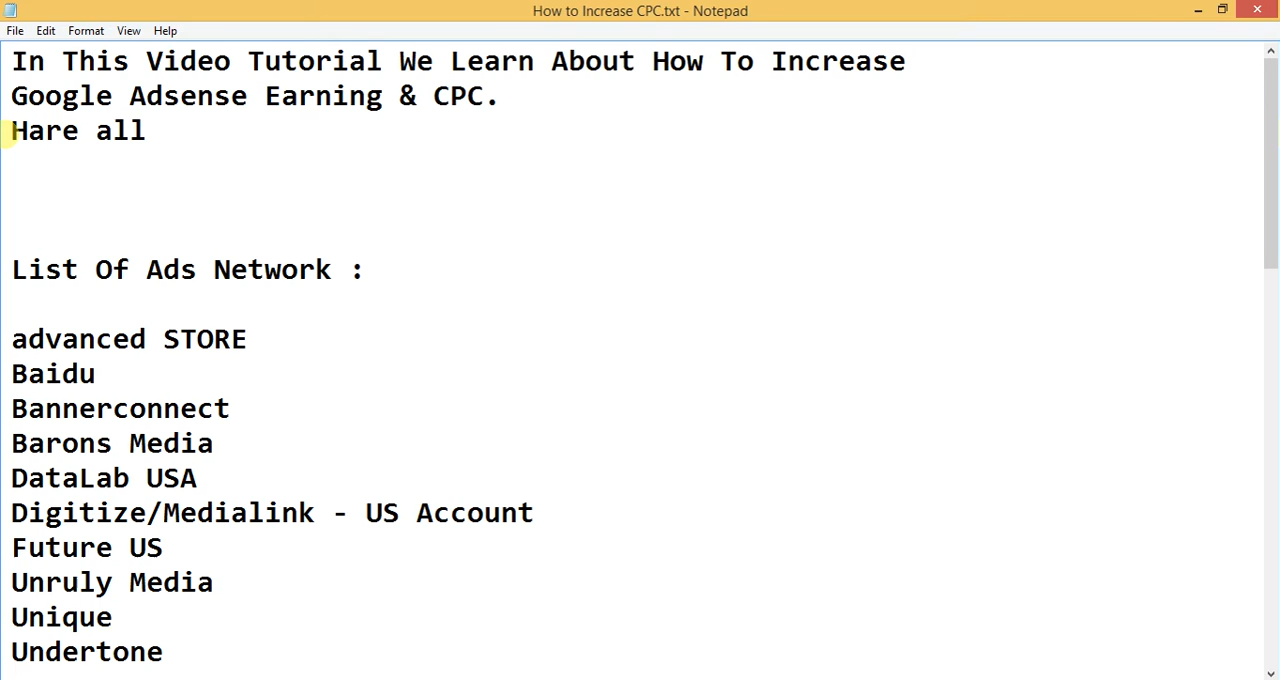 How to Increase CPC.txt - Notepad
File Edit Format View Help
In This Video Tutorial We Learn About How To Increase
Google Adsense Earning & CPC.
Hare all
List Of Ads Network :
advanced STORE
Baidu
Bannerconnect
Barons Media
DataLab USA
Digitize/Medialink - US Account
Future US
Unruly Media
Unique
Undertone